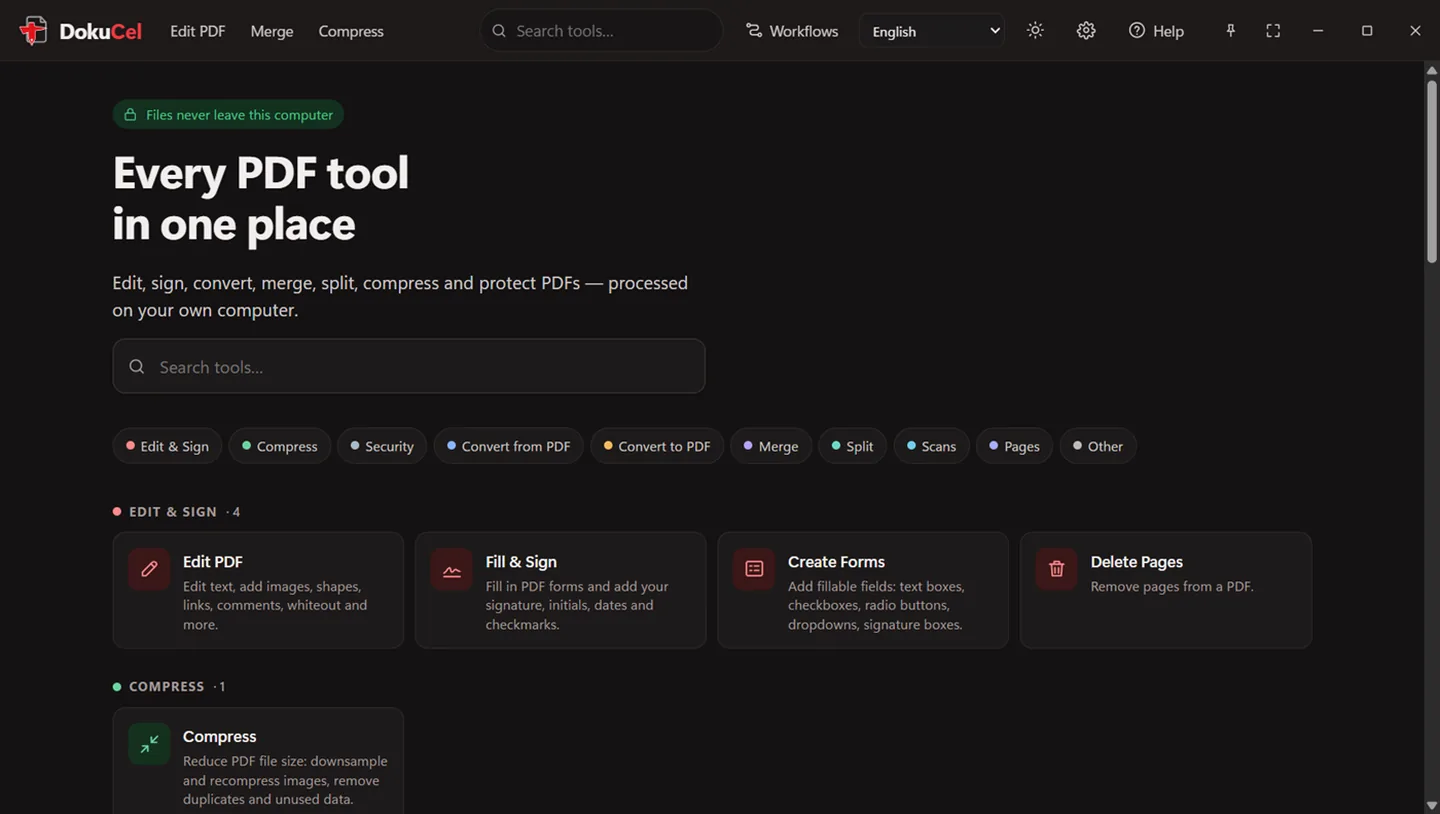 DokuCel
Edit PDF
Merge
Compress
Search tools...
Workflows
English
Help
Files never leave this computer
Every PDF tool
in one place
Edit, sign, convert, merge, split, compress and protect PDFs — processed
on your own computer.
Search tools...
Edit & Sign
Compress
Security
Convert from PDF
Convert to PDF
Merge
Split
Scans
Pages
Other
EDIT & SIGN · 4
Edit PDF
Edit text, add images, shapes,
links, comments, whiteout and
more.
Fill & Sign
Fill in PDF forms and add your
signature, initials, dates and
checkmarks.
Create Forms
Add fillable fields: text boxes,
checkboxes, radio buttons,
dropdowns, signature boxes.
Delete Pages
Remove pages from a PDF.
COMPRESS · 1
Compress
Reduce PDF file size: downsample
and recompress images, remove
duplicates and unused data.